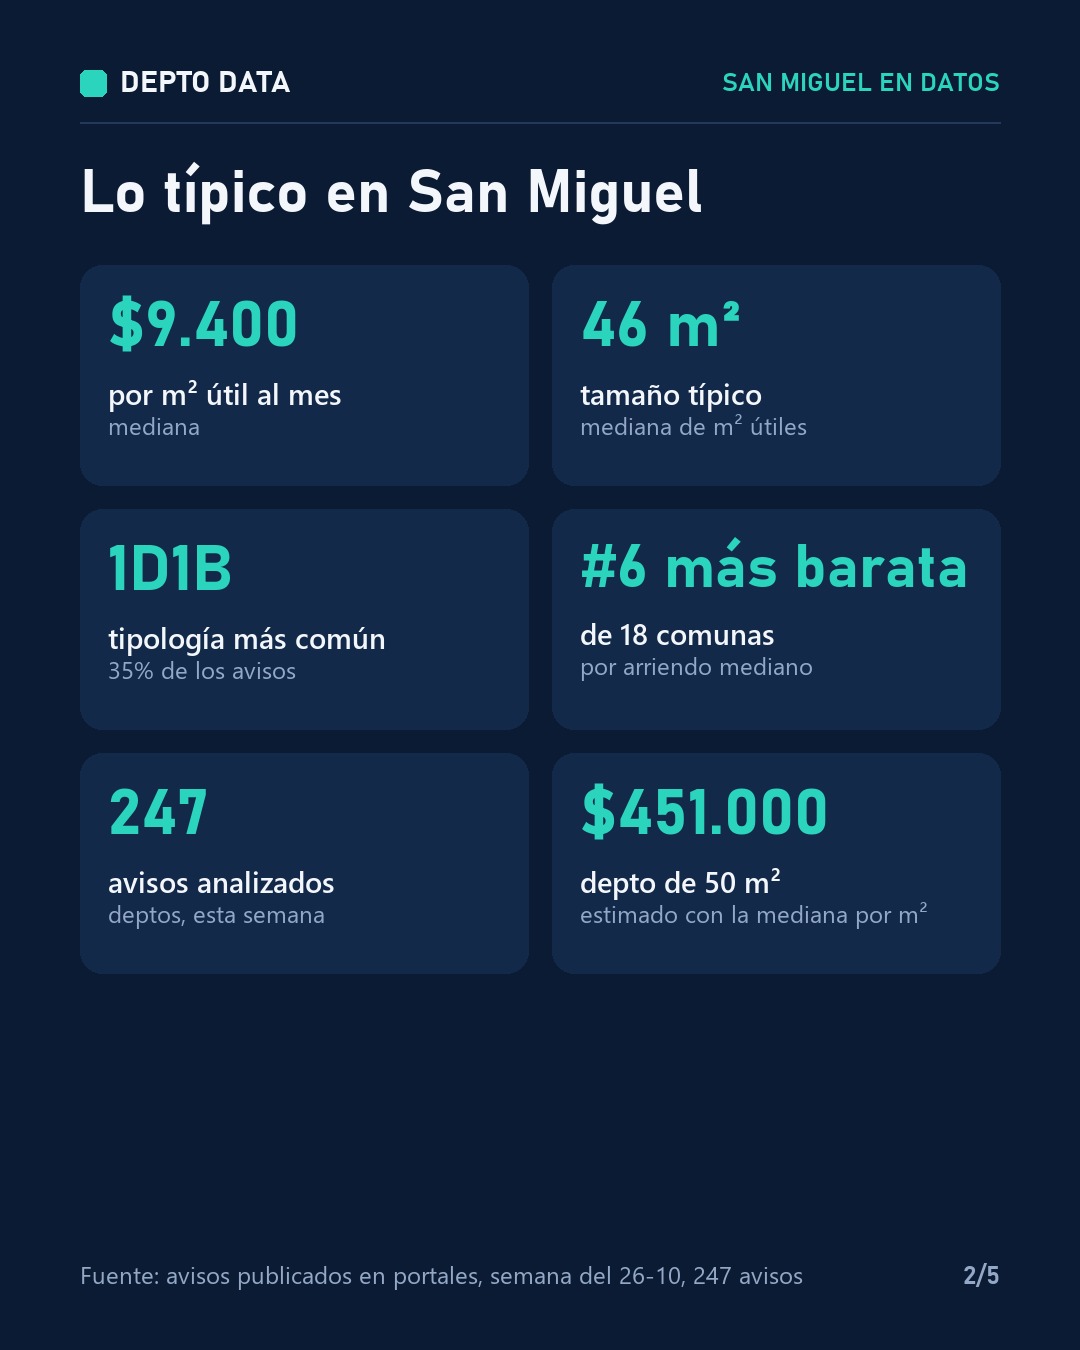 DEPTO DATA
SAN MIGUEL EN DATOS
Lo típico en San Miguel
$9.400
por m² útil al mes
mediana
46 m²
tamaño típico
mediana de m² útiles
1D1B
tipología más común
35% de los avisos
#6 más barata
de 18 comunas
por arriendo mediano
247
avisos analizados
deptos, esta semana
$451.000
depto de 50 m²
estimado con la mediana por m²
Fuente: avisos publicados en portales, semana del 26-10, 247 avisos
2/5